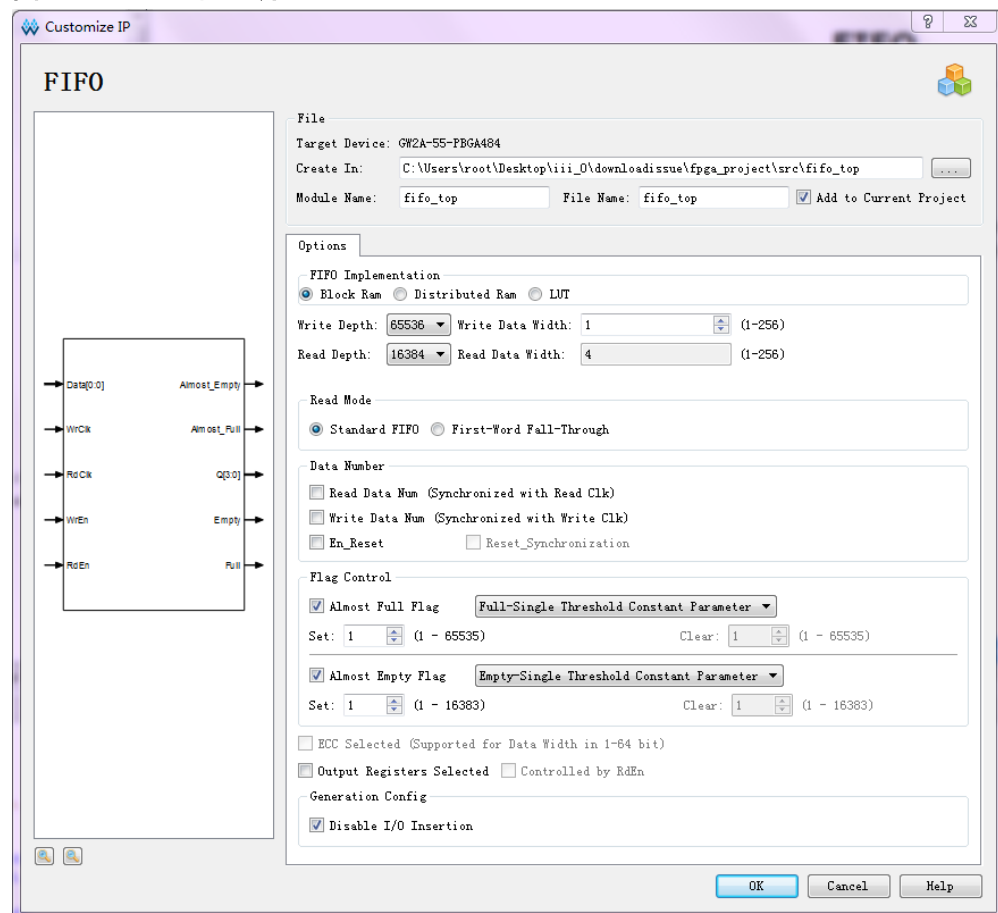 Customize IP
FIFO
File
Target Device: GW2A-55-PBGA484
Create In: C:\Users\root\Desktop\iii_0\downloadissue\fpga_project\src\fifo_top ...
Module Name: fifo_top File Name: fifo_top Add to Current Project
Options
FIFO Implementation
Block Ram Distributed Ram LUT
Write Depth: 65536 Write Data Width: 1 (1-256)
Read Depth: 16384 Read Data Width: 4 (1-256)
Data[0:0] Almost_Empty
WrClk Almost_Full
RdClk Q[3:0]
WrEn Empty
RdEn Full
Read Mode
Standard FIFO First-Word Fall-Through
Data Number
Read Data Num (Synchronized with Read Clk)
Write Data Num (Synchronized with Write Clk)
En_Reset Reset_Synchronization
Flag Control
Almost Full Flag Full-Single Threshold Constant Parameter
Set: 1 (1 - 65535) Clear: 1 (1 - 65535)
Almost Empty Flag Empty-Single Threshold Constant Parameter
Set: 1 (1 - 16383) Clear: 1 (1 - 16383)
ECC Selected (Supported for Data Width in 1-64 bit)
Output Registers Selected Controlled by RdEn
Generation Config
Disable I/O Insertion
OK Cancel Help